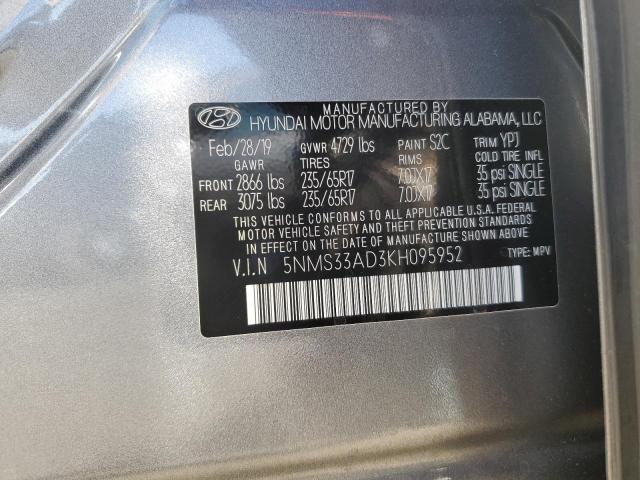 MANUFACTURED BY
HYUNDAI MOTOR MANUFACTURING ALABAMA, LLC
Feb/28/19 GVWR 4729 lbs PAINT S2C TRIM YPJ
GAWR TIRES RIMS COLD TIRE INFL
FRONT 2866 lbs 235/65R17 7.0JX17 35 psi SINGLE
REAR 3075 lbs 235/65R17 7.0JX17 35 psi SINGLE
THIS VEHICLE CONFORMS TO ALL APPLICABLE U.S.A. FEDERAL
MOTOR VEHICLE SAFETY AND THEFT PREVENTION STANDARDS
IN EFFECT ON THE DATE OF MANUFACTURE SHOWN ABOVE.
V.I.N 5NMS33AD3KH095952 TYPE: MPV